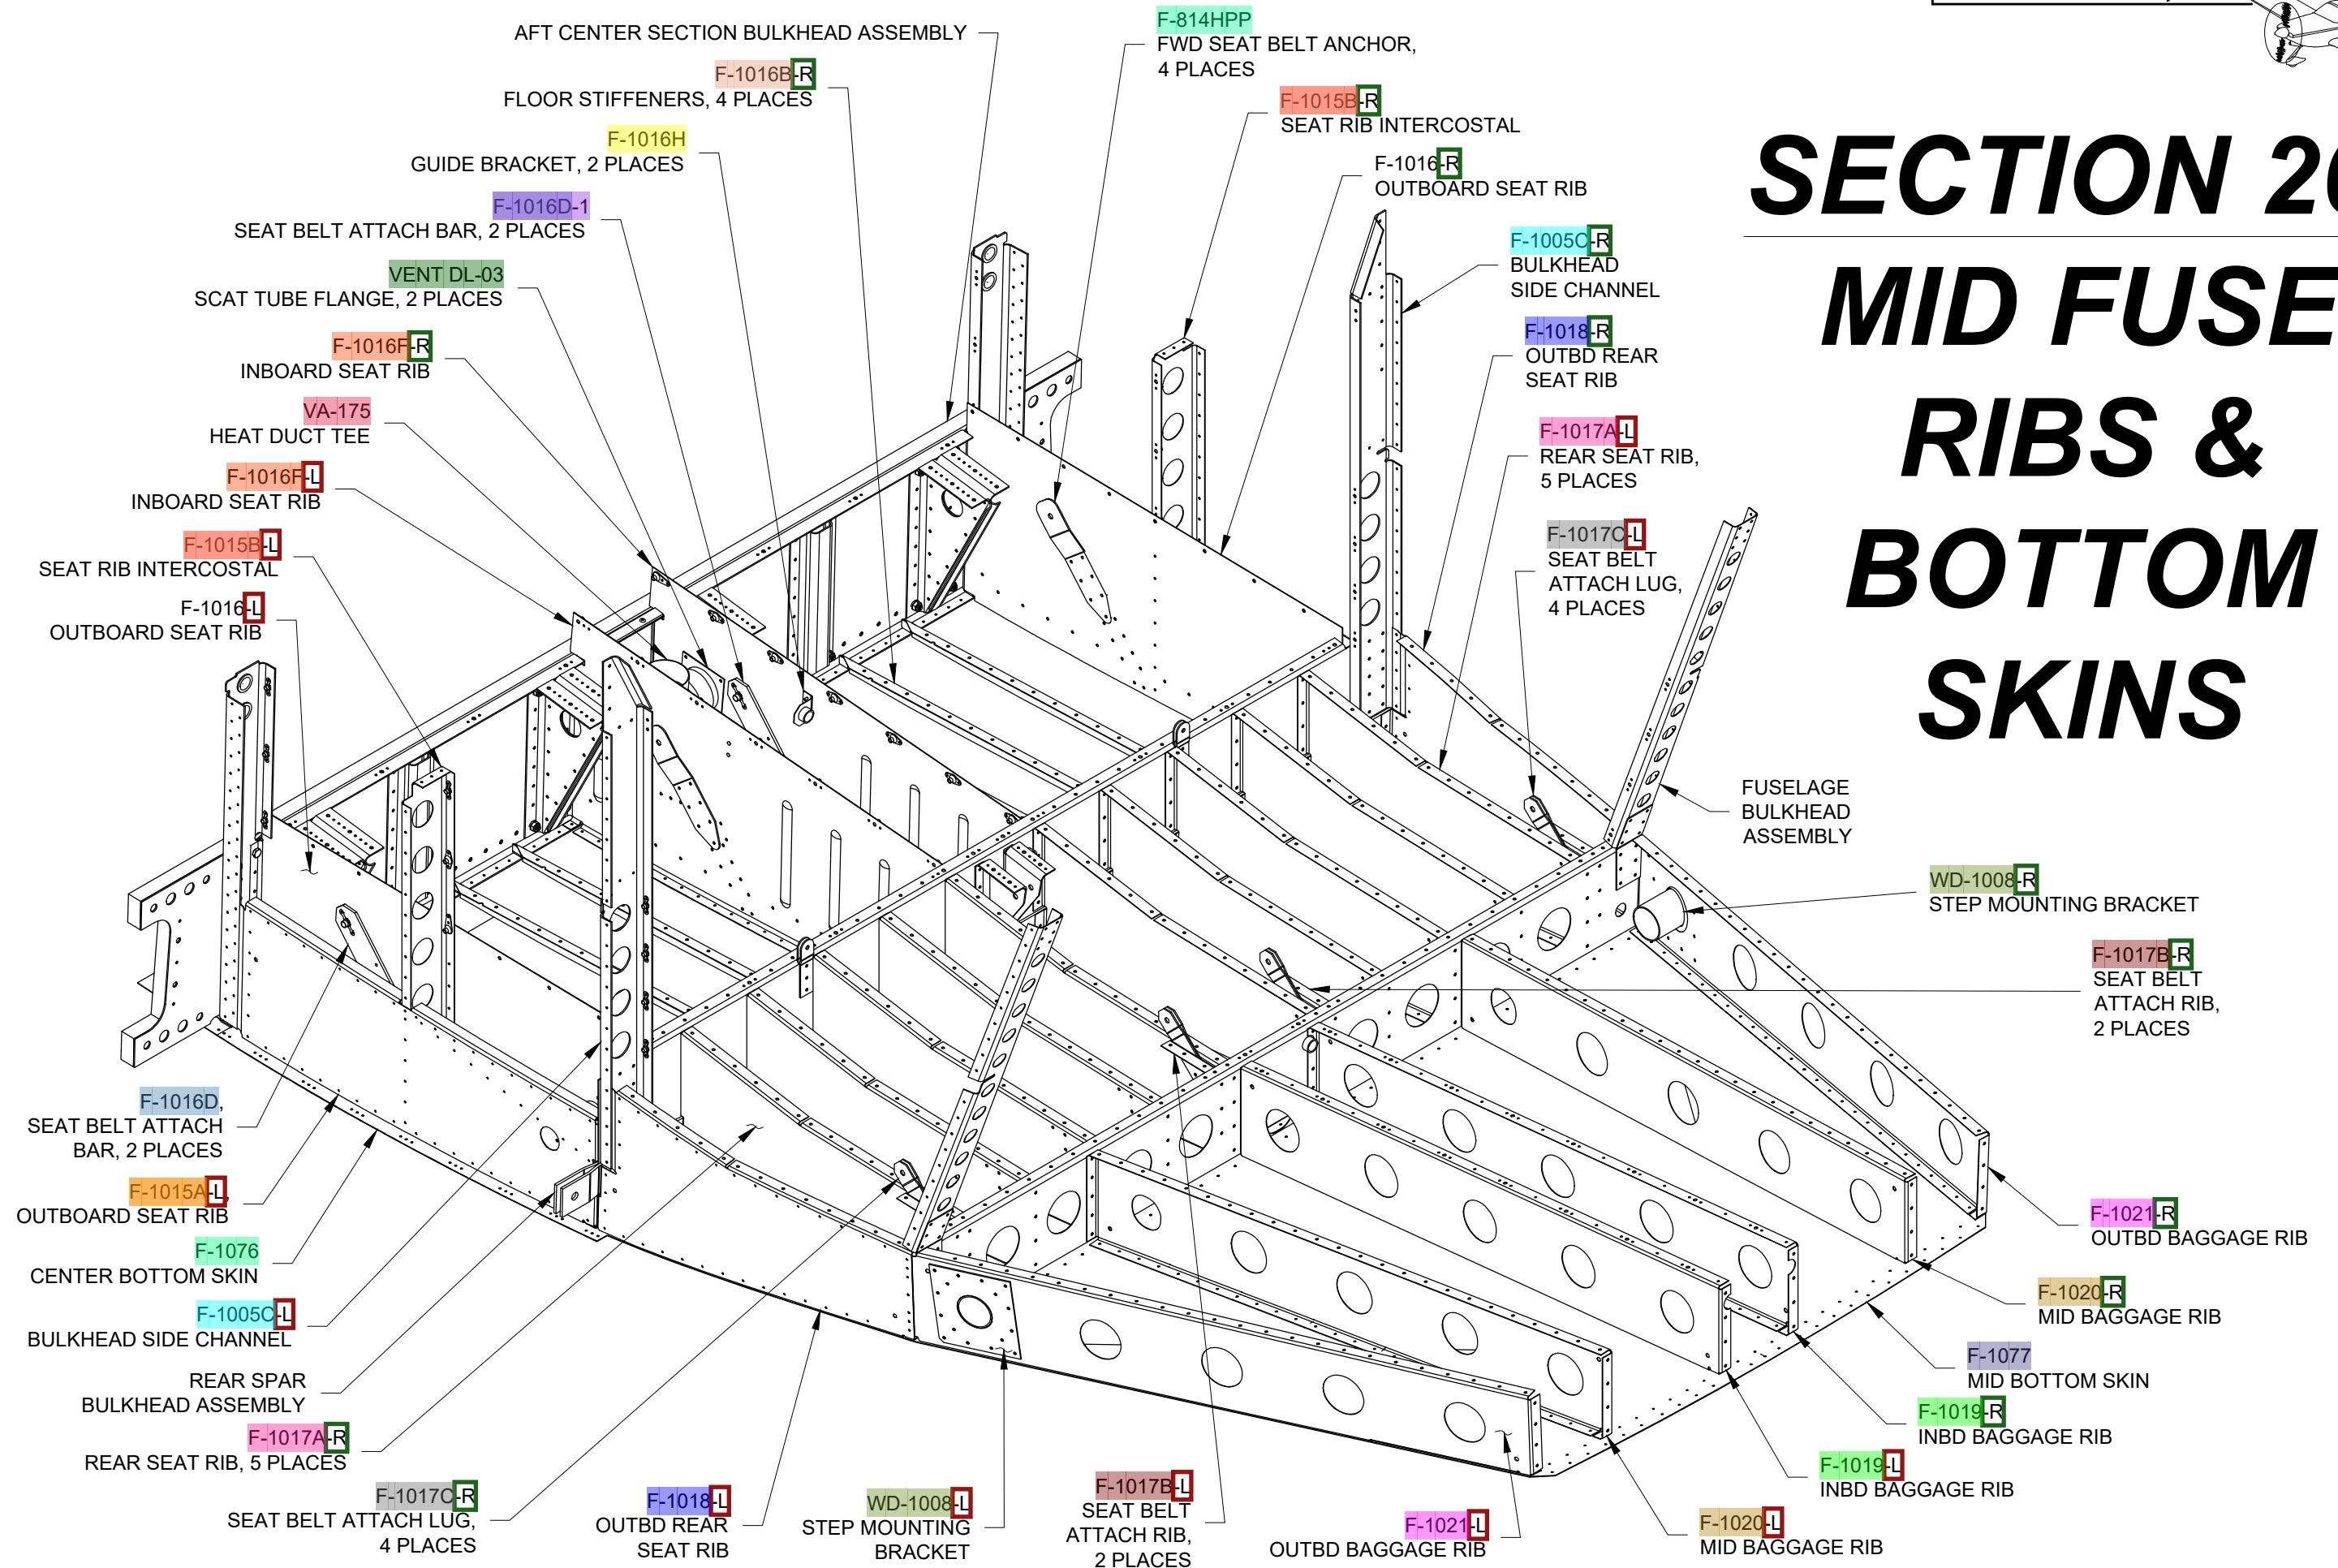 AFT CENTER SECTION BULKHEAD ASSEMBLY
F-814HPP
FWD SEAT BELT ANCHOR,
4 PLACES
F-1016B-R
FLOOR STIFFENERS, 4 PLACES
F-1015B-R
SEAT RIB INTERCOSTAL
F-1016H
GUIDE BRACKET, 2 PLACES
F-1016-R
OUTBOARD SEAT RIB
F-1016D-1
SEAT BELT ATTACH BAR, 2 PLACES
F-1005C-R
BULKHEAD
SIDE CHANNEL
VENT DL-03
SCAT TUBE FLANGE, 2 PLACES
F-1018-R
OUTBD REAR
SEAT RIB
F-1016F-R
INBOARD SEAT RIB
VA-175
HEAT DUCT TEE
F-1017A-L
REAR SEAT RIB,
5 PLACES
F-1016F-L
INBOARD SEAT RIB
F-1017C-L
SEAT BELT
ATTACH LUG,
4 PLACES
F-1015B-L
SEAT RIB INTERCOSTAL
F-1016-L
OUTBOARD SEAT RIB
SECTION
MID FUSE
RIBS &
BOTTOM
SKINS
FUSELAGE
BULKHEAD
ASSEMBLY
WD-1008-R
STEP MOUNTING BRACKET
F-1017B-R
SEAT BELT
ATTACH RIB,
2 PLACES
F-1016D,
SEAT BELT ATTACH
BAR, 2 PLACES
F-1015A-L,
OUTBOARD SEAT RIB
F-1076
CENTER BOTTOM SKIN
F-1005C-L
BULKHEAD SIDE CHANNEL
REAR SPAR
BULKHEAD ASSEMBLY
F-1017A-R
REAR SEAT RIB, 5 PLACES
F-1017C-R
SEAT BELT ATTACH LUG,
4 PLACES
F-1018-L
OUTBD REAR
SEAT RIB
WD-1008-L
STEP MOUNTING
BRACKET
F-1017B-L
SEAT BELT
ATTACH RIB,
2 PLACES
F-1021-L
OUTBD BAGGAGE RIB
F-1020-L
MID BAGGAGE RIB
F-1019-L
INBD BAGGAGE RIB
F-1019-R
INBD BAGGAGE RIB
F-1077
MID BOTTOM SKIN
F-1020-R
MID BAGGAGE RIB
F-1021-R
OUTBD BAGGAGE RIB